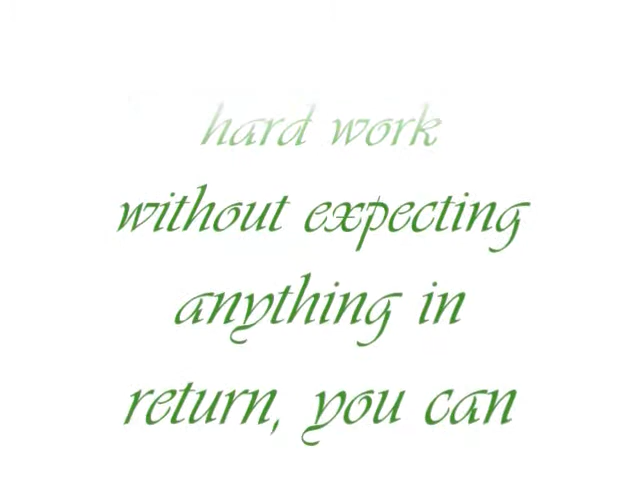 hard work
without expecting
anything in
return, you can